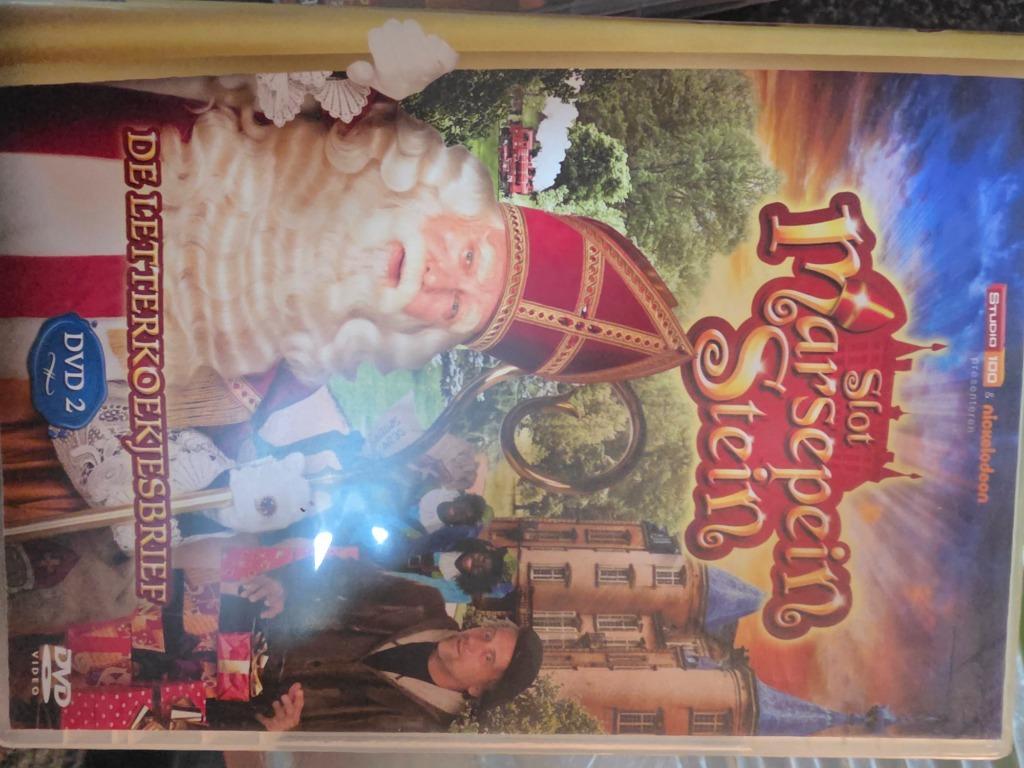 STUDIO 100 & nickelodeon
presenteren
Slot
Marsepein
Stein
DE LETTERKOEKJESBRIEF
DVD 2
DVD
VIDEO